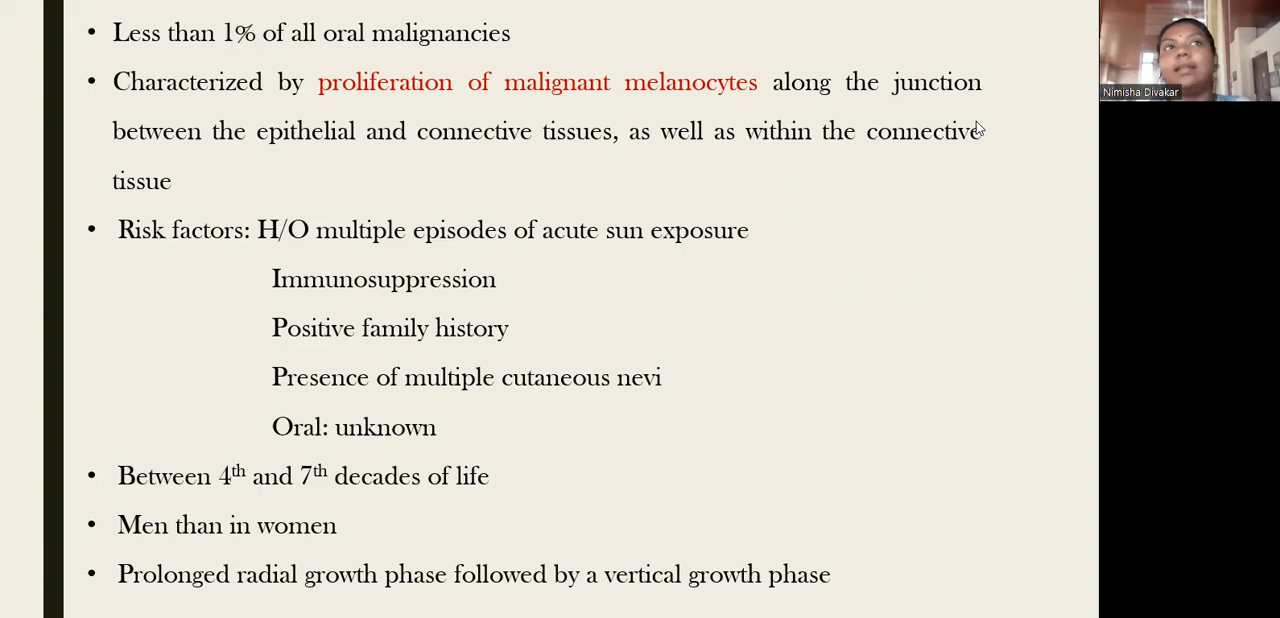 • Less than 1% of all oral malignancies
• Characterized by proliferation of malignant melanocytes along the junction
between the epithelial and connective tissues, as well as within the connective
tissue
• Risk factors: H/O multiple episodes of acute sun exposure
Immunosuppression
Positive family history
Presence of multiple cutaneous nevi
Oral: unknown
• Between 4th and 7th decades of life
• Men than in women
• Prolonged radial growth phase followed by a vertical growth phase
Nimisha Divakar